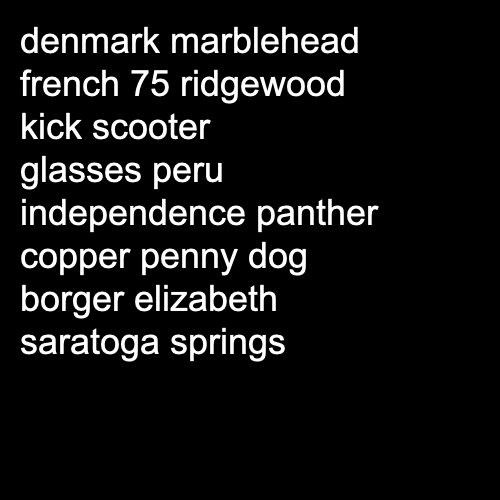 denmark marblehead
french 75 ridgewood
kick scooter
glasses peru
independence panther
copper penny dog
borger elizabeth
saratoga springs